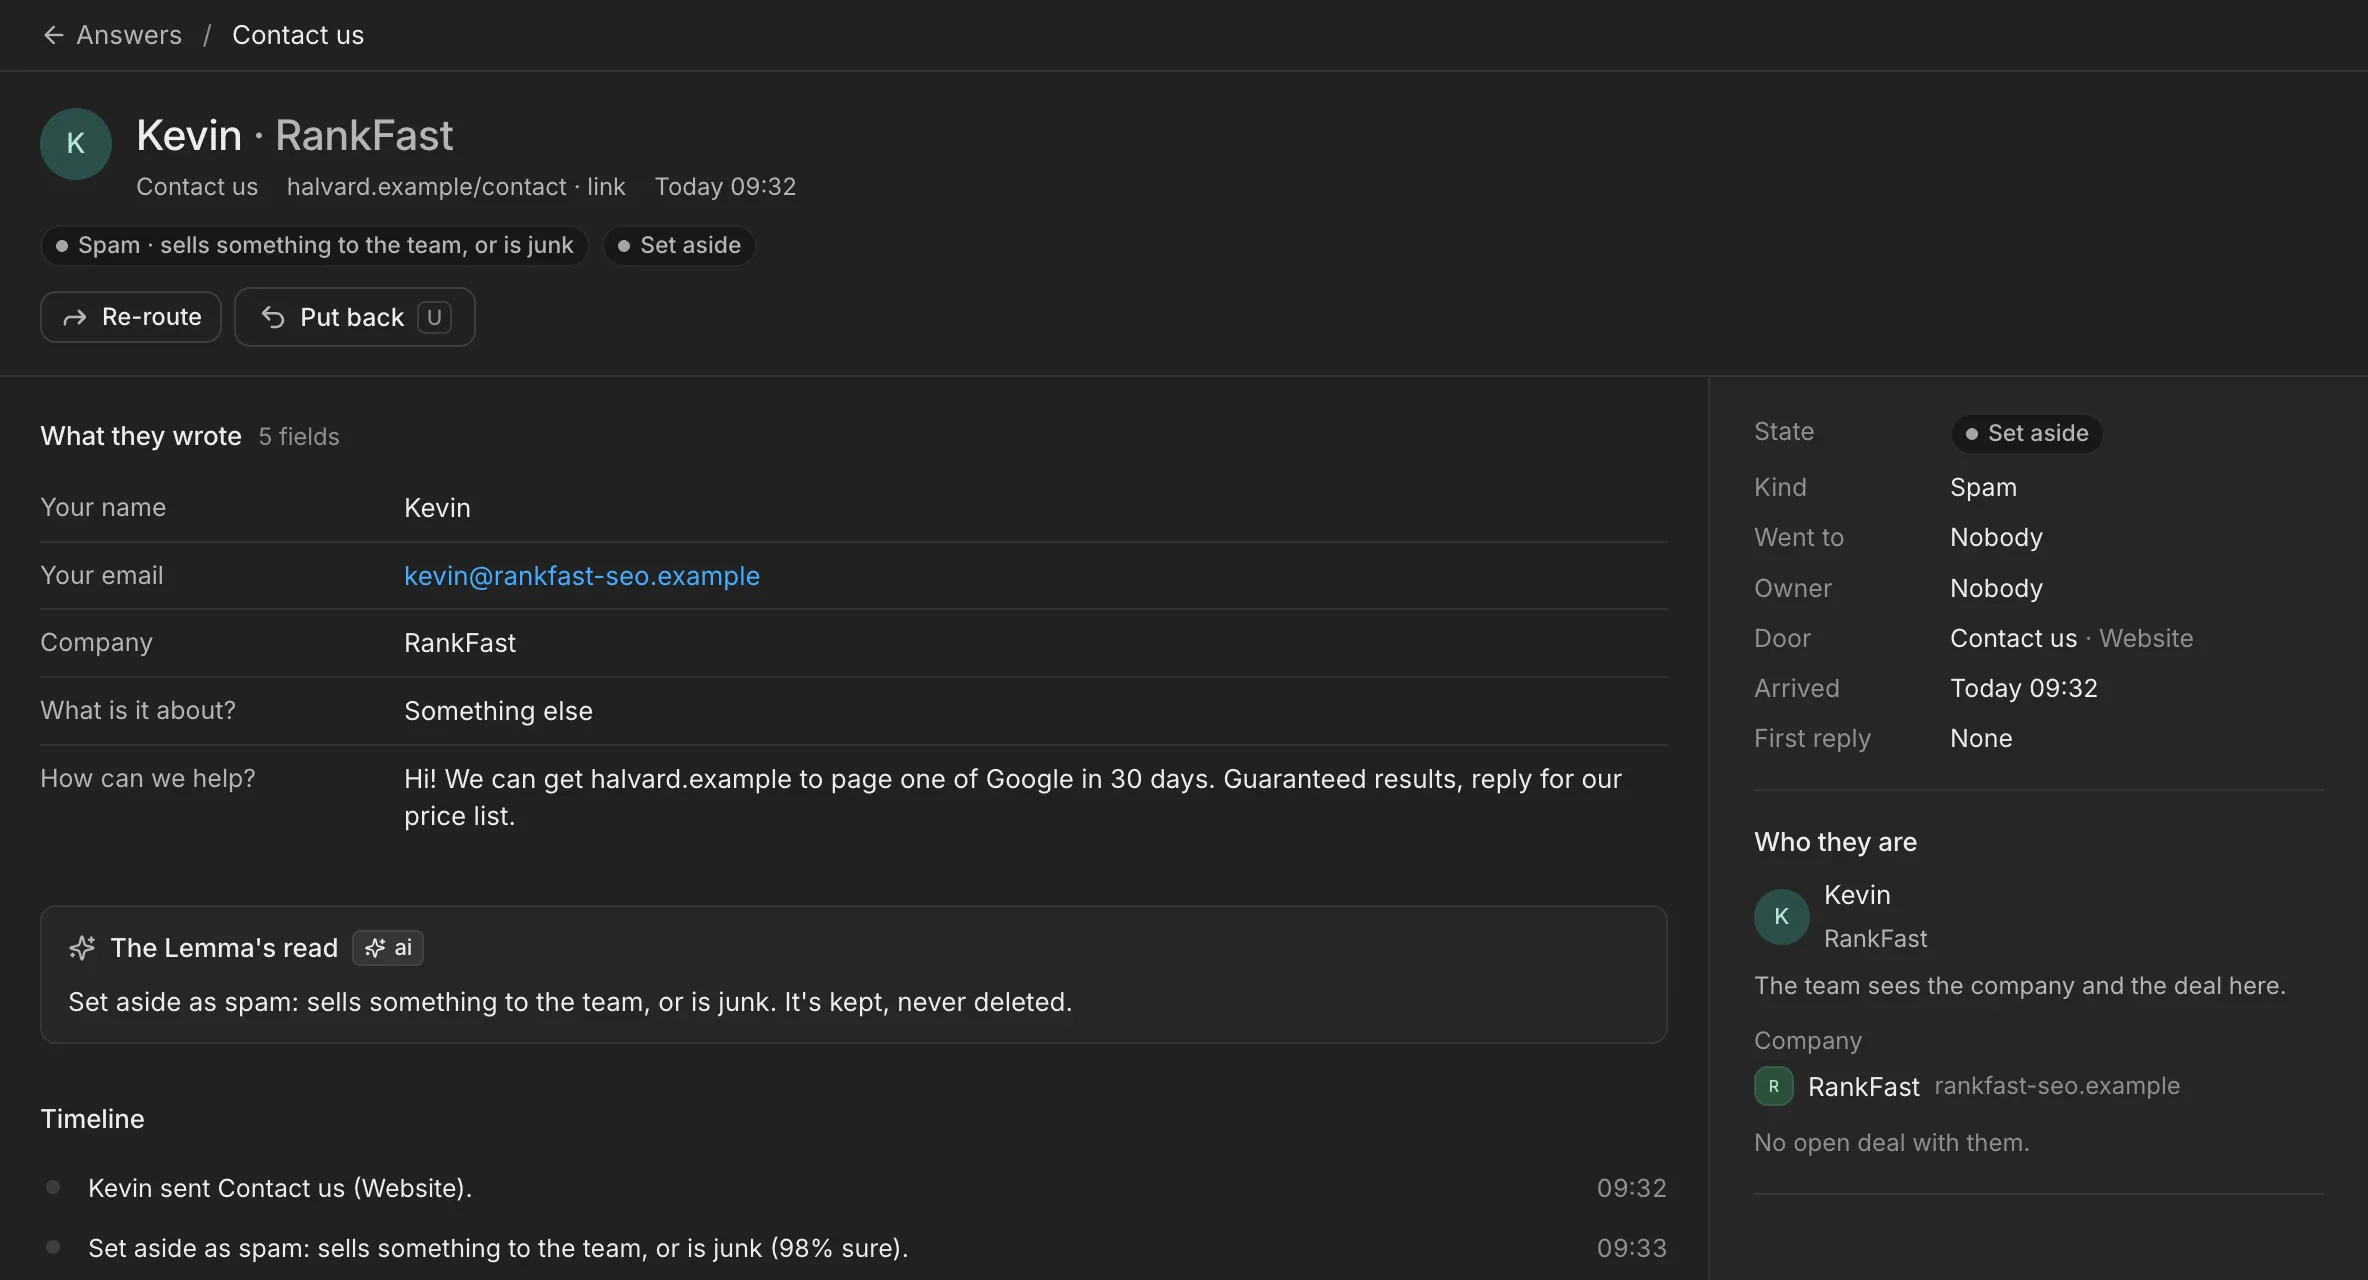 Answers / Contact us
K
Kevin · RankFast
Contact us halvard.example/contact · link Today 09:32
Spam · sells something to the team, or is junk Set aside
Re-route Put back U
What they wrote 5 fields
Your name Kevin
Your email kevin@rankfast-seo.example
Company RankFast
What is it about? Something else
How can we help? Hi! We can get halvard.example to page one of Google in 30 days. Guaranteed results, reply for our
price list.
The Lemma's read ai
Set aside as spam: sells something to the team, or is junk. It's kept, never deleted.
Timeline
Kevin sent Contact us (Website). 09:32
Set aside as spam: sells something to the team, or is junk (98% sure). 09:33
State Set aside
Kind Spam
Went to Nobody
Owner Nobody
Door Contact us · Website
Arrived Today 09:32
First reply None
Who they are
K
Kevin
RankFast
The team sees the company and the deal here.
Company
R RankFast rankfast-seo.example
No open deal with them.